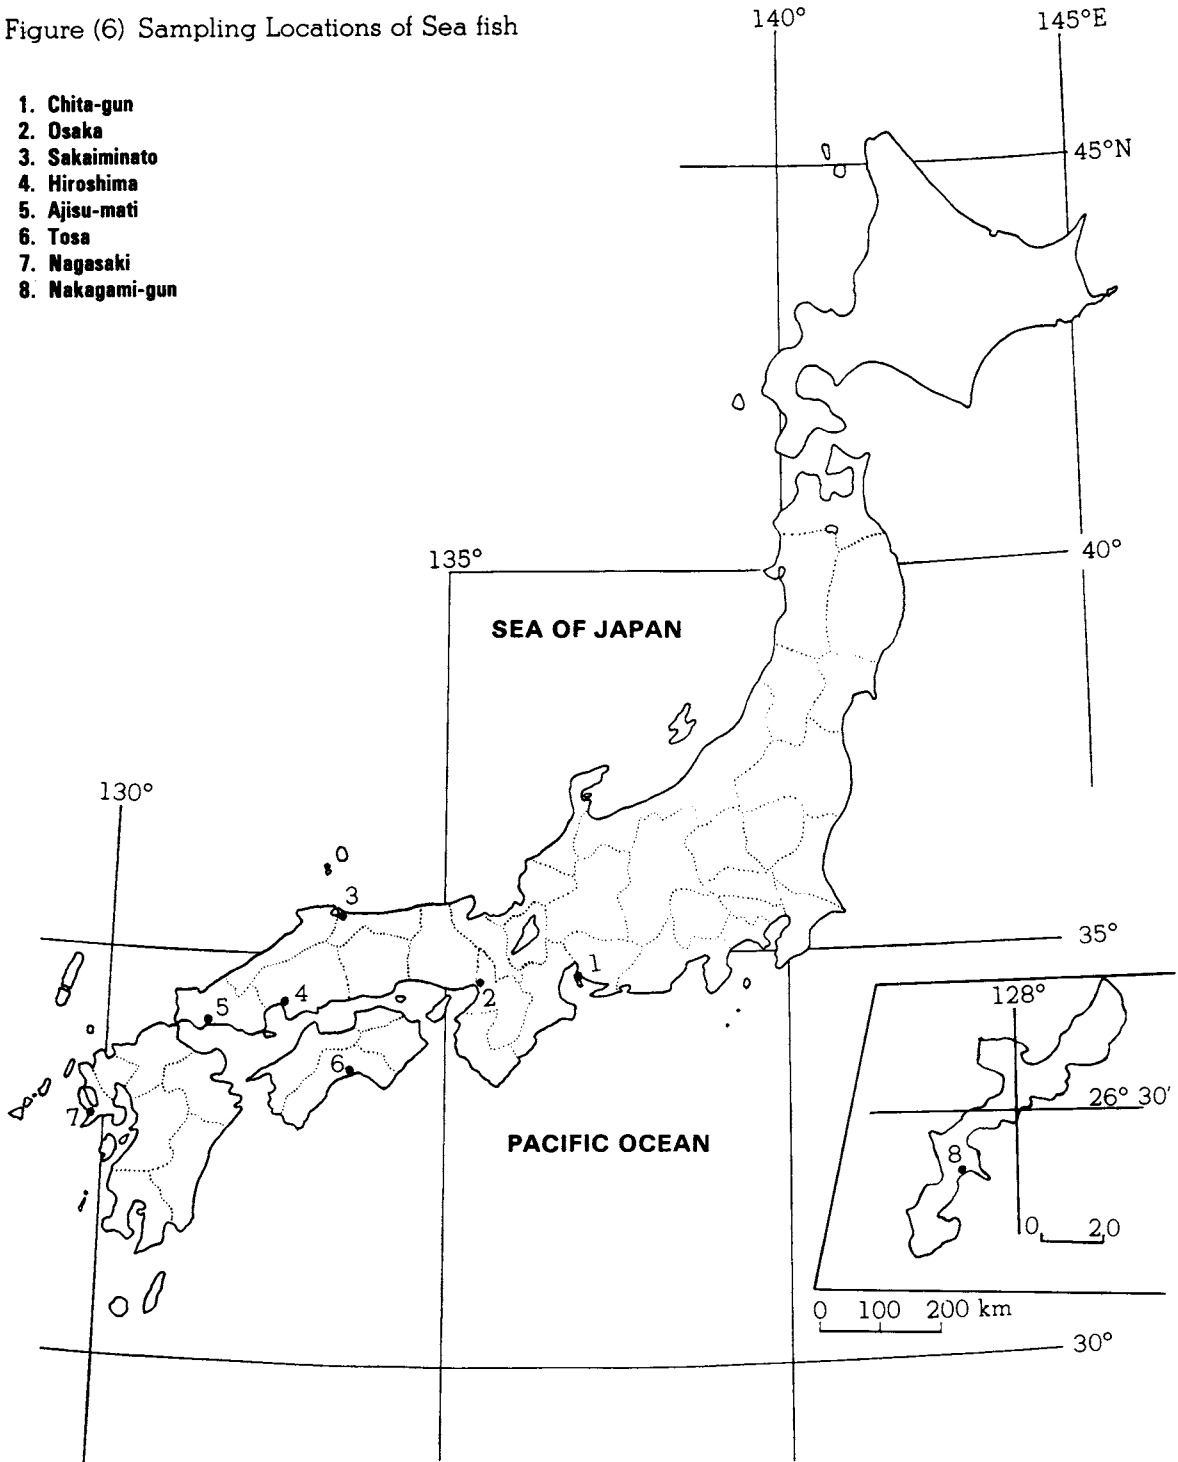 Figure (6) Sampling Locations of Sea fish
140°
145°E
1. Chita-gun
2. Osaka
3. Sakaiminato
4. Hiroshima
5. Ajisu-mati
6. Tosa
7. Nagasaki
8. Nakagami-gun
45°N
40°
135°
SEA OF JAPAN
130°
3
35°
1
2
4
5
128°
6
26° 30'
7
PACIFIC OCEAN
8
0 20
0 100 200 km
30°